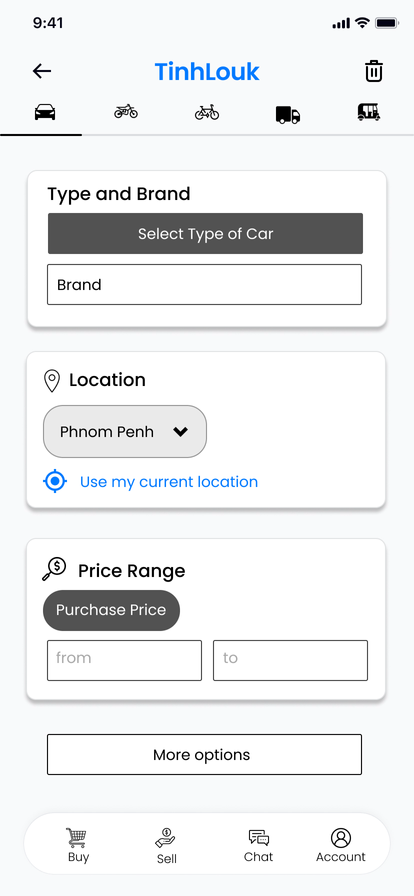 9:41
TinhLouk
Type and Brand
Select Type of Car
Brand
Location
Phnom Penh
Use my current location
$
Price Range
Purchase Price
from
to
More options
$
Buy
Sell
Chat
Account